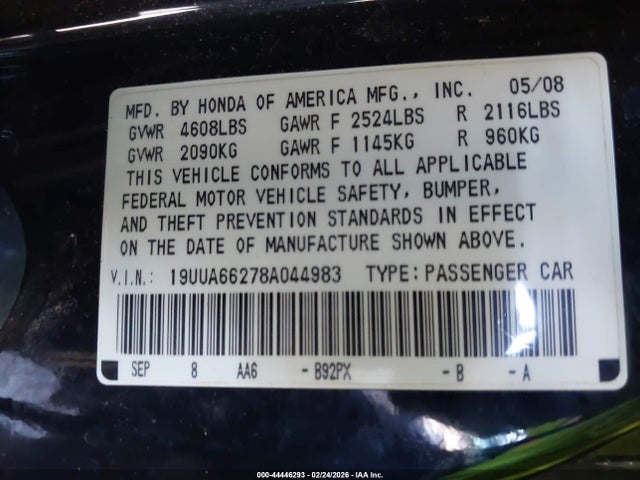 MFD. BY HONDA OF AMERICA MFG., INC. 05/08
GVWR 4608LBS GAWR F 2524LBS R 2116LBS
GVWR 2090KG GAWR F 1145KG R 960KG
THIS VEHICLE CONFORMS TO ALL APPLICABLE
FEDERAL MOTOR VEHICLE SAFETY, BUMPER,
AND THEFT PREVENTION STANDARDS IN EFFECT
ON THE DATE OF MANUFACTURE SHOWN ABOVE.
V.I.N.: 19UUA66278A044983 TYPE: PASSENGER CAR
SEP 8 AA6 -B92PX -B -A
000-44446293 - 02/24/2026 - IAA Inc.